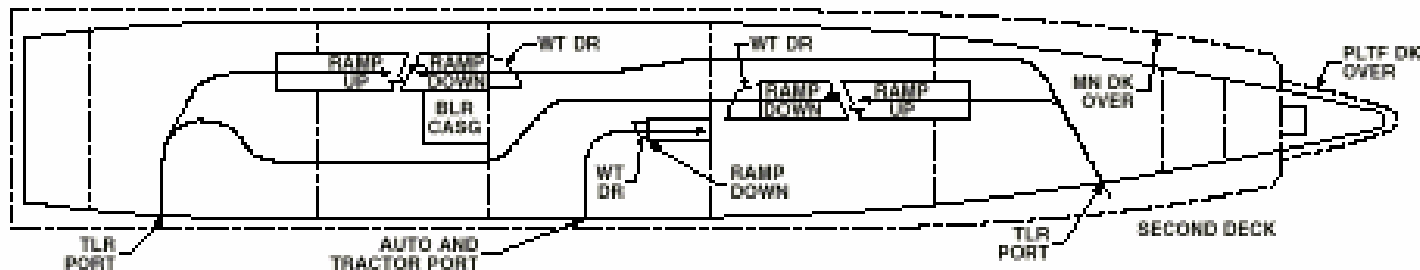 WT DR
WT DR
PLTF DK
OVER
RAMP
UP
RAMP
DOWN
MN DK
OVER
RAMP
DOWN
RAMP
UP
BLR
CASG
WT
DR
RAMP
DOWN
TLR
PORT
AUTO AND
TRACTOR PORT
TLR
PORT
SECOND DECK